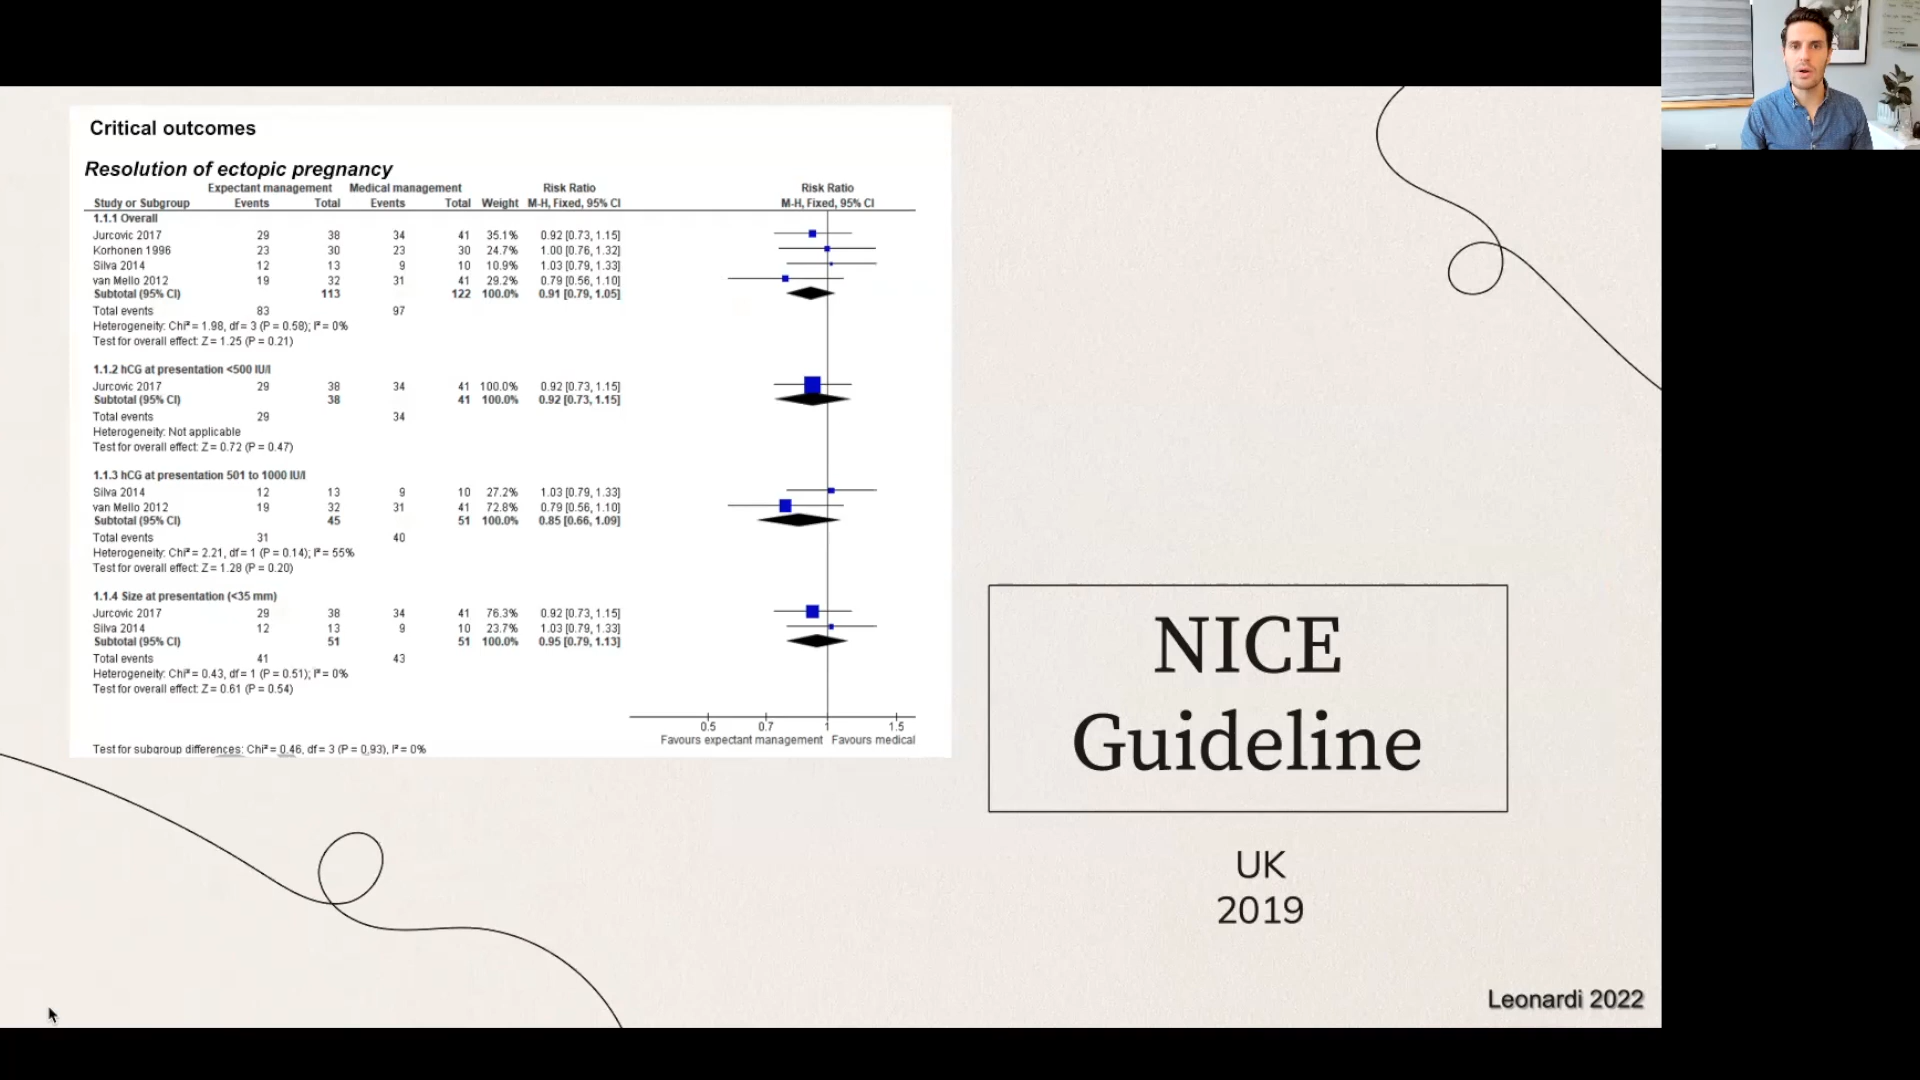 Critical outcomes
Resolution of ectopic pregnancy
Expectant management Medical management Risk Ratio Risk Ratio
Study or Subgroup Events Total Events Total Weight M-H, Fixed, 95% CI M-H, Fixed, 95% CI
1.1.1 Overall
Jurcovic 2017 29 38 34 41 35.1% 0.92 [0.73, 1.15]
Korhonen 1996 23 30 23 30 24.7% 1.00 [0.76, 1.32]
Silva 2014 12 13 9 10 10.9% 1.03 [0.79, 1.33]
van Mello 2012 19 32 31 41 29.2% 0.79 [0.56, 1.10]
Subtotal (95% CI) 113 122 100.0% 0.91 [0.79, 1.05]
Total events 83 97
Heterogeneity: Chi² = 1.98, df = 3 (P = 0.58); I² = 0%
Test for overall effect: Z = 1.25 (P = 0.21)
1.1.2 hCG at presentation <500 IU/l
Jurcovic 2017 29 38 34 41 100.0% 0.92 [0.73, 1.15]
Subtotal (95% CI) 38 41 100.0% 0.92 [0.73, 1.15]
Total events 29 34
Heterogeneity: Not applicable
Test for overall effect: Z = 0.72 (P = 0.47)
1.1.3 hCG at presentation 501 to 1000 IU/l
Silva 2014 12 13 9 10 27.2% 1.03 [0.79, 1.33]
van Mello 2012 19 32 31 41 72.8% 0.79 [0.56, 1.10]
Subtotal (95% CI) 45 51 100.0% 0.85 [0.66, 1.09]
Total events 31 40
Heterogeneity: Chi² = 2.21, df = 1 (P = 0.14); I² = 55%
Test for overall effect: Z = 1.28 (P = 0.20)
1.1.4 Size at presentation (<35 mm)
Jurcovic 2017 29 38 34 41 76.3% 0.92 [0.73, 1.15]
Silva 2014 12 13 9 10 23.7% 1.03 [0.79, 1.33]
Subtotal (95% CI) 51 51 100.0% 0.95 [0.79, 1.13]
Total events 41 43
Heterogeneity: Chi² = 0.43, df = 1 (P = 0.51); I² = 0%
Test for overall effect: Z = 0.61 (P = 0.54)
0.5 0.7 1 1.5
Favours expectant management Favours medical
Test for subgroup differences: Chi² = 0.46, df = 3 (P = 0.93), I² = 0%
NICE
Guideline
UK
2019
Leonardi 2022